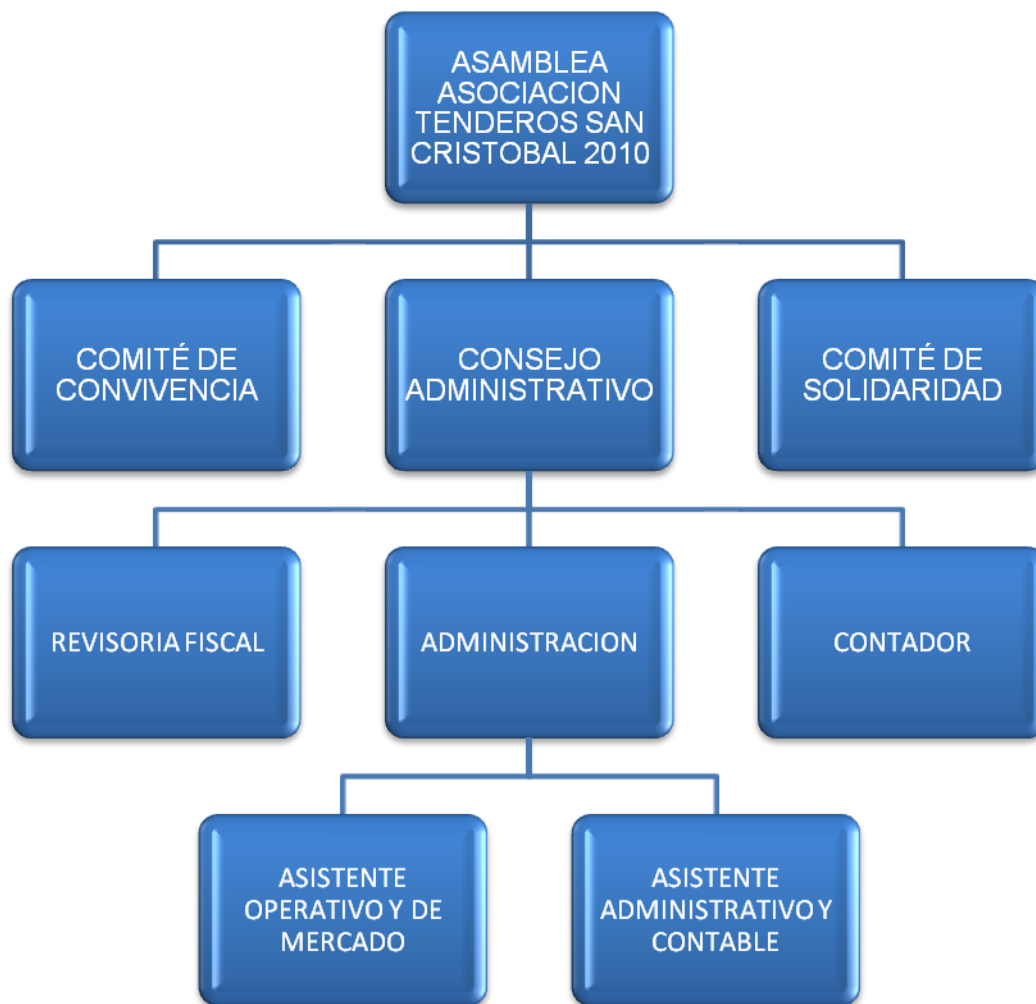 ASAMBLEA
ASOCIACION
TENDEROS SAN
CRISTOBAL 2010
COMITÉ DE
CONVIVENCIA
CONSEJO
ADMINISTRATIVO
COMITÉ DE
SOLIDARIDAD
REVISORIA FISCAL
ADMINISTRACION
CONTADOR
ASISTENTE
OPERATIVO Y DE
MERCADO
ASISTENTE
ADMINISTRATIVO Y
CONTABLE